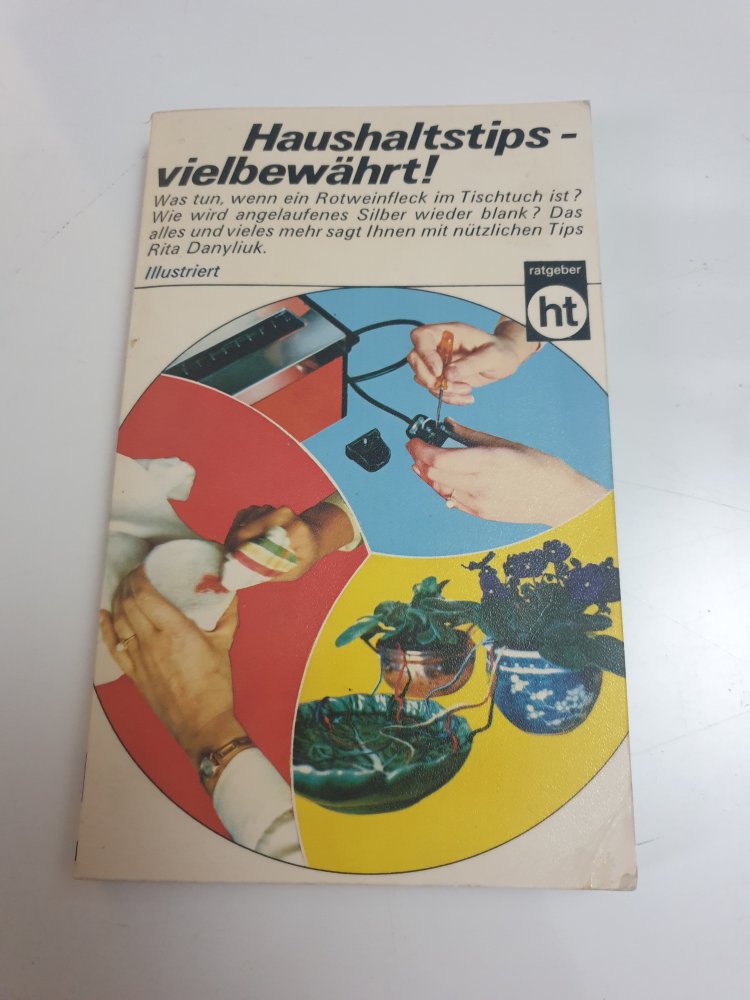 Haushaltstips -
vielbewährt!
Was tun, wenn ein Rotweinfleck im Tischtuch ist?
Wie wird angelaufenes Silber wieder blank? Das
alles und vieles mehr sagt Ihnen mit nützlichen Tips
Rita Danyliuk.
Illustriert
ratgeber
ht